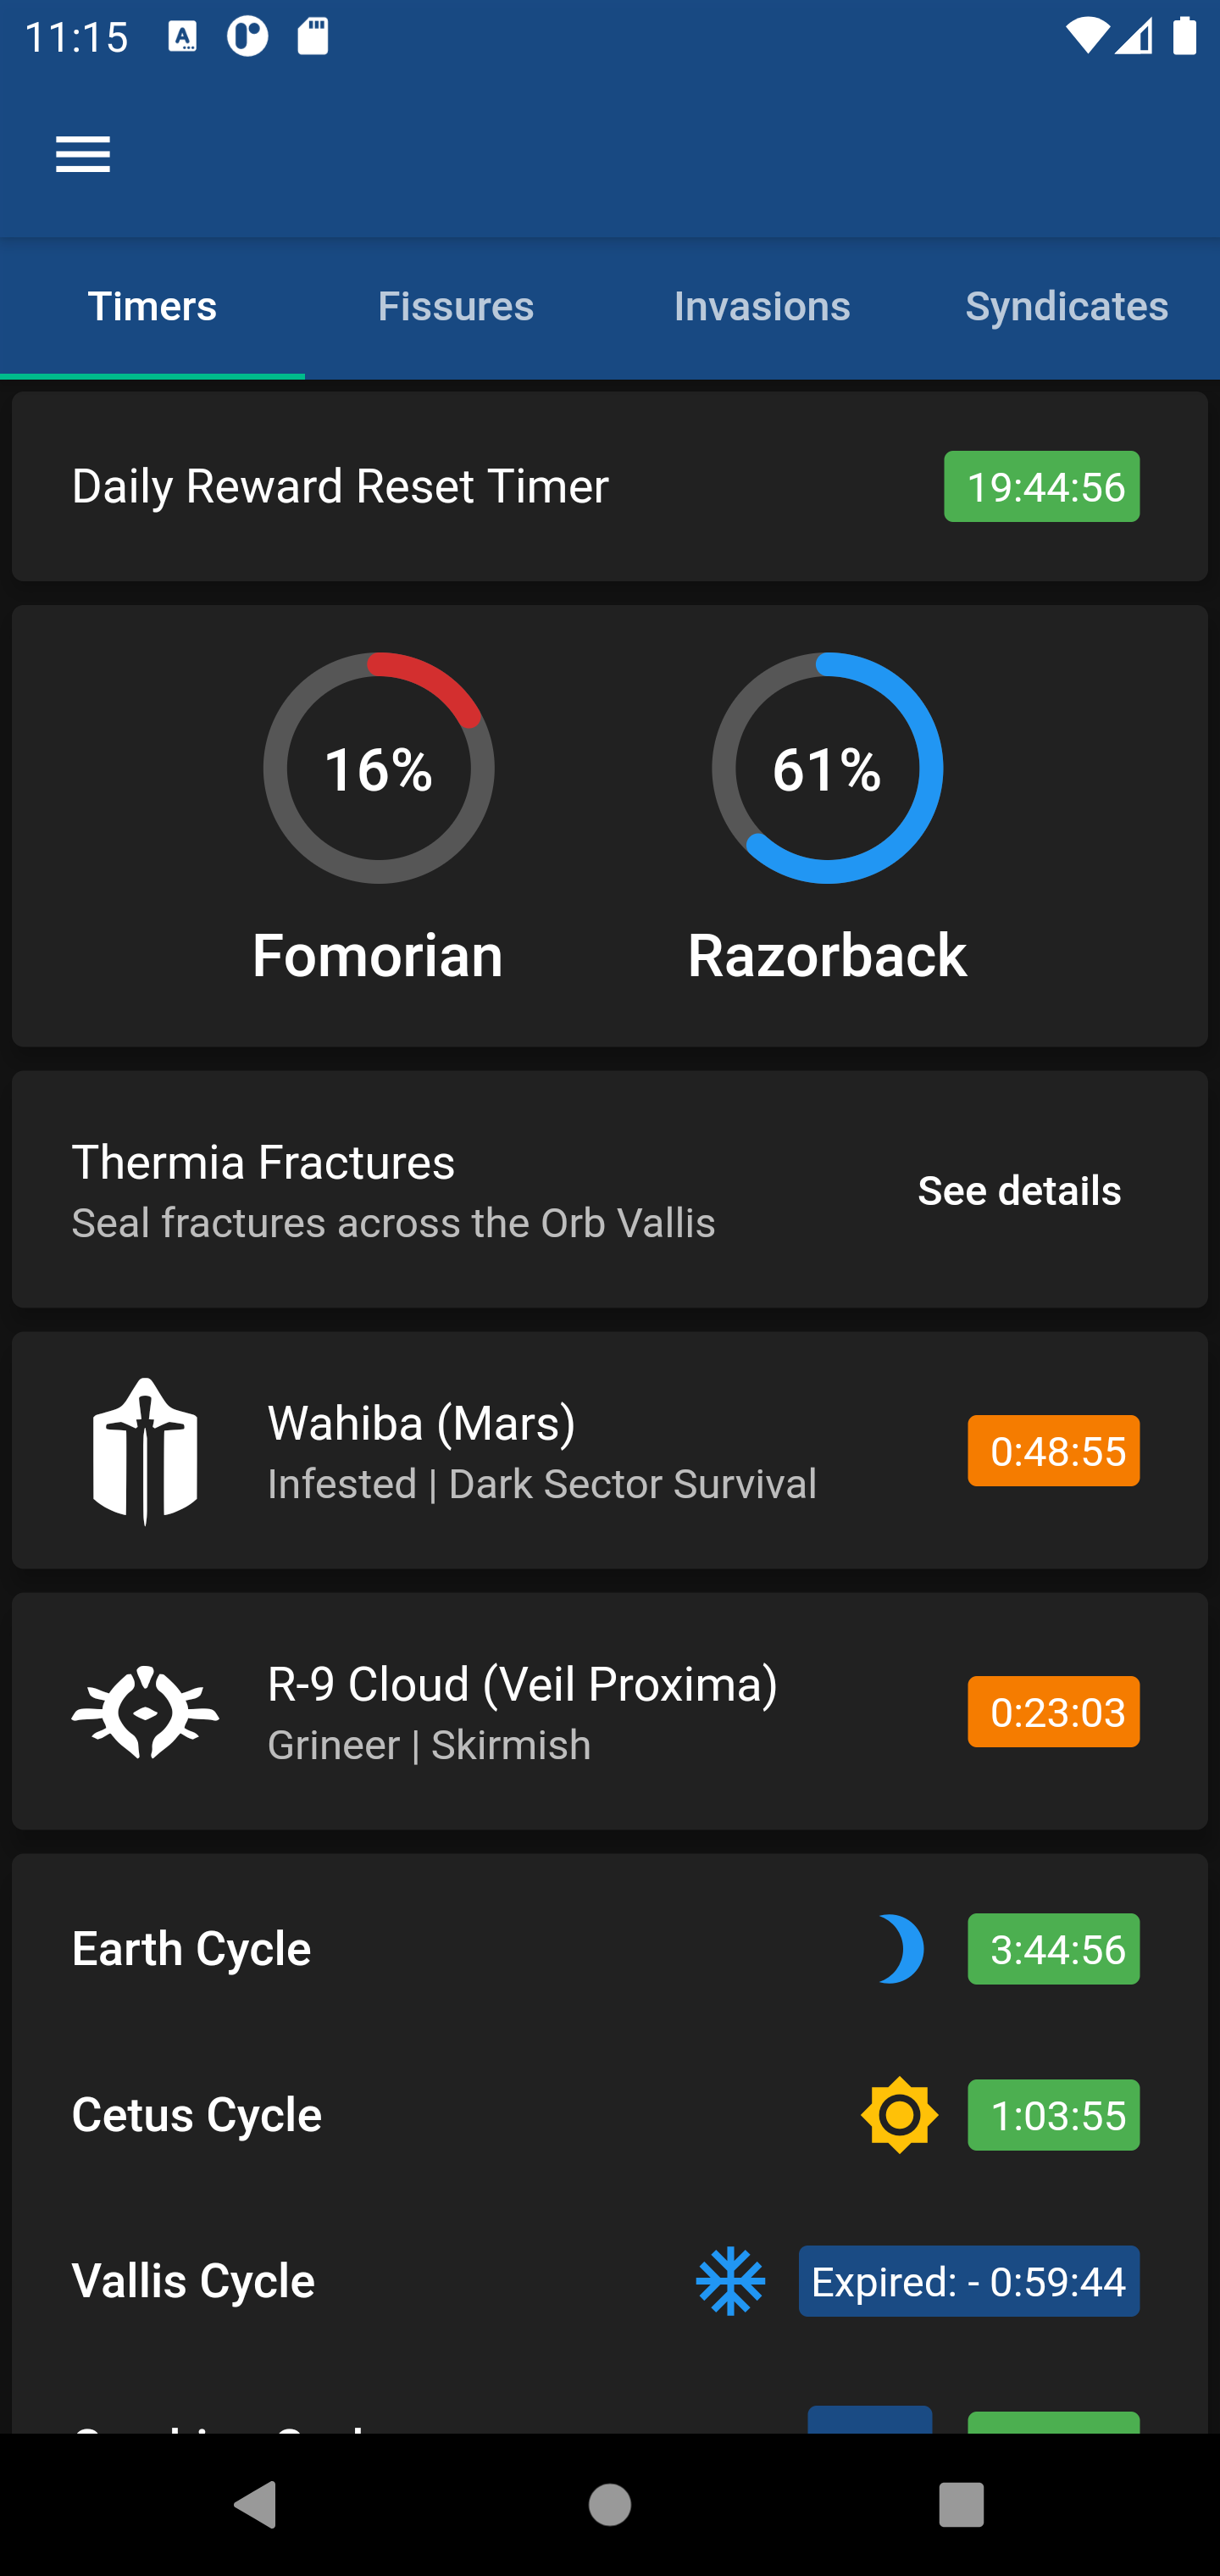 11:15
Timers
Fissures
Invasions
Syndicates
Daily Reward Reset Timer
19:44:56
16%
61%
Fomorian
Razorback
Thermia Fractures
Seal fractures across the Orb Vallis
See details
Wahiba (Mars)
Infested | Dark Sector Survival
0:48:55
R-9 Cloud (Veil Proxima)
Grineer | Skirmish
0:23:03
Earth Cycle
3:44:56
Cetus Cycle
1:03:55
Vallis Cycle
Expired: - 0:59:44